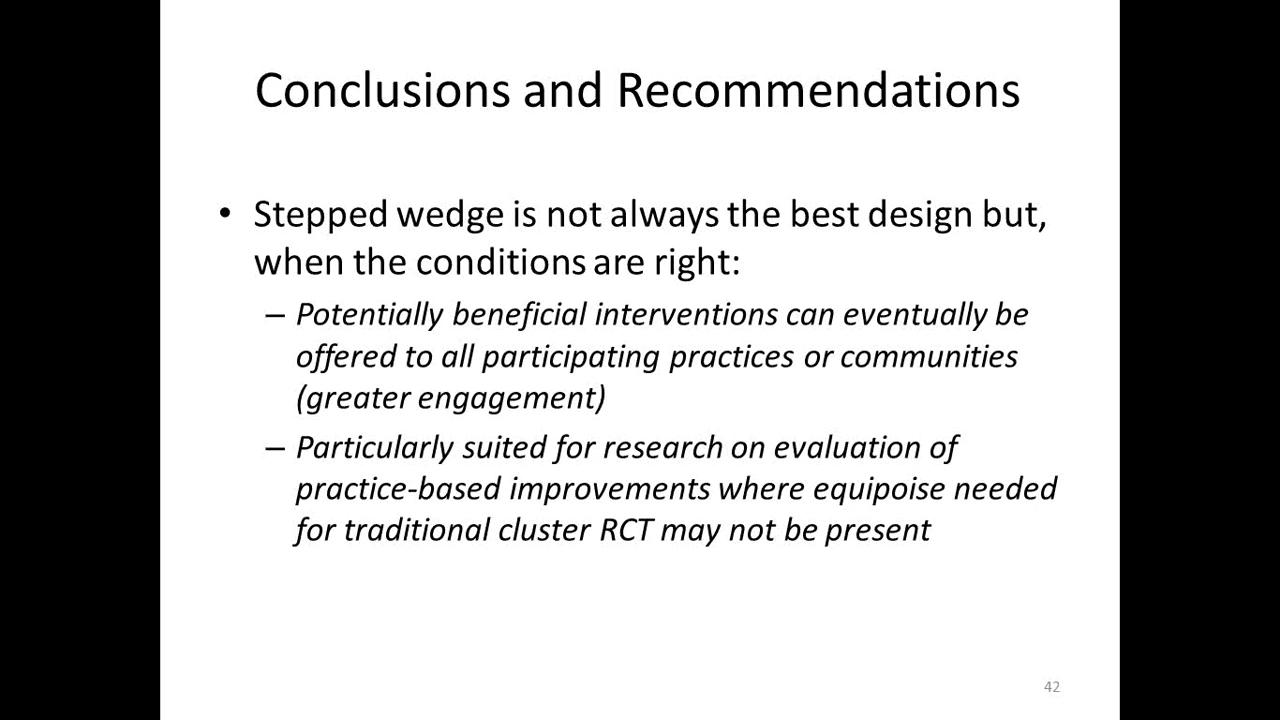 Conclusions and Recommendations
• Stepped wedge is not always the best design but,
when the conditions are right:
– Potentially beneficial interventions can eventually be
offered to all participating practices or communities
(greater engagement)
– Particularly suited for research on evaluation of
practice-based improvements where equipoise needed
for traditional cluster RCT may not be present
42